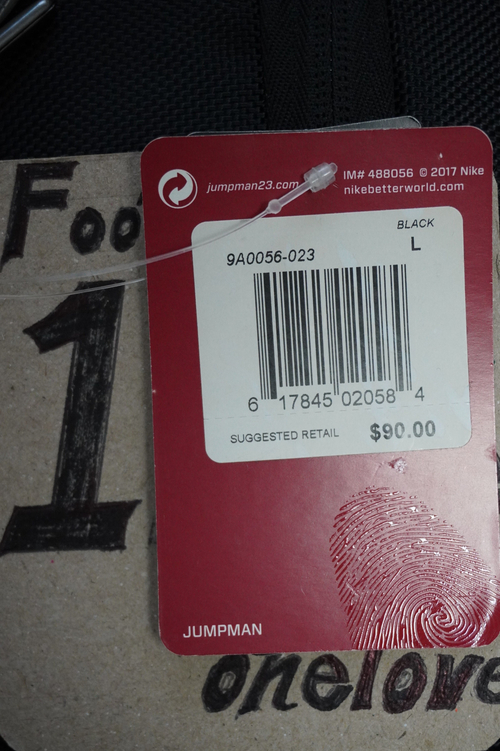 Foo
1
jumpman23.com
IM# 488056 © 2017 Nike
nikebetterworld.com
BLACK
L
9A0056-023
6 17845 02058 4
SUGGESTED RETAIL $90.00
JUMPMAN
onelove